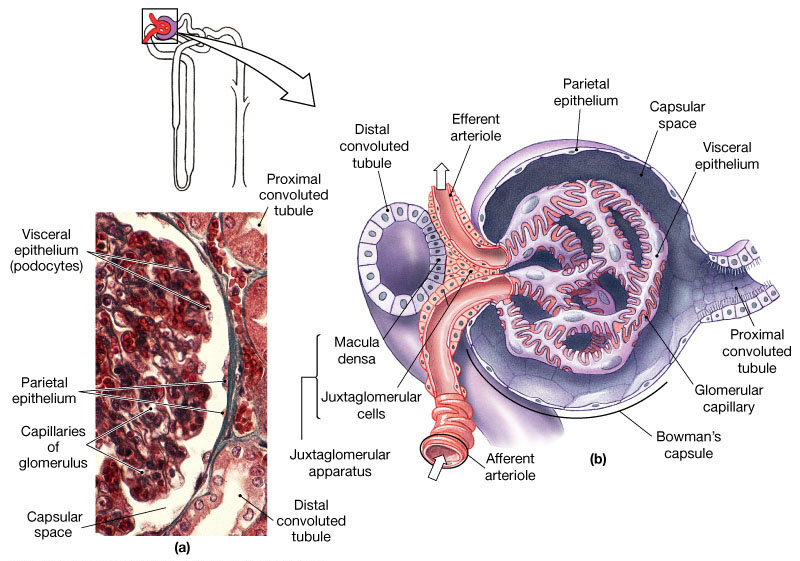 Proximal
convoluted
tubule
Visceral
epithelium
(podocytes)
Parietal
epithelium
Capillaries
of
glomerulus
Capsular
space
Distal
convoluted
tubule
(a)
Parietal
epithelium
Capsular
space
Visceral
epithelium
Efferent
arteriole
Distal
convoluted
tubule
Macula
densa
Juxtaglomerular
cells
Juxtaglomerular
apparatus
Afferent
arteriole
Proximal
convoluted
tubule
Glomerular
capillary
Bowman's
capsule
(b)